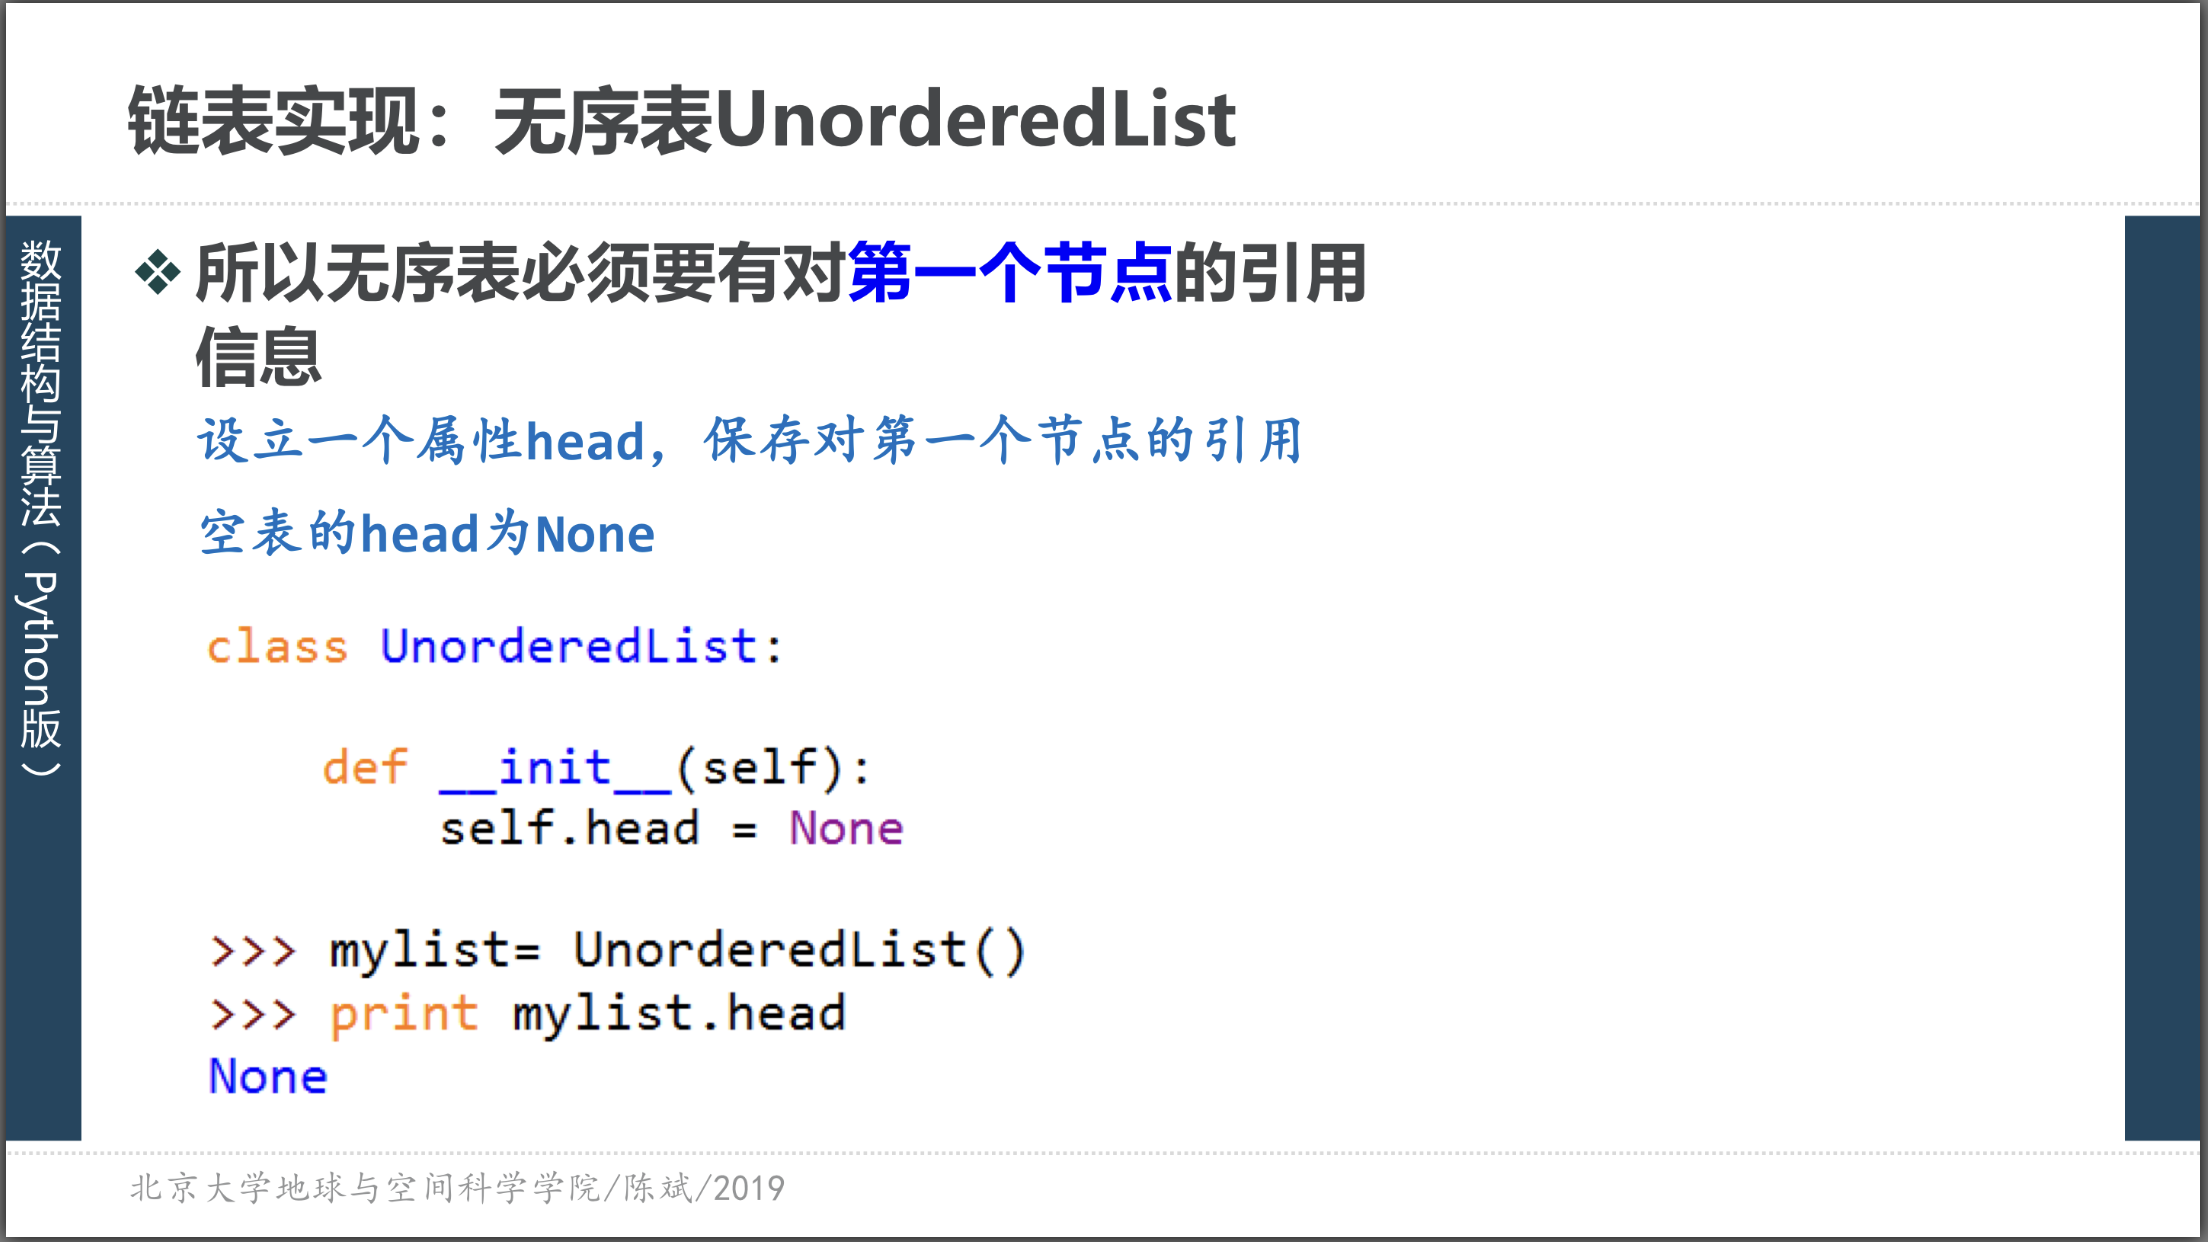 链表实现：无序表UnorderedList
数据结构与算法（Python版）
所以无序表必须要有对第一个节点的引用
信息
设立一个属性head，保存对第一个节点的引用
空表的head为None
class UnorderedList:
def __init__(self):
self.head = None
>>> mylist= UnorderedList()
>>> print mylist.head
None
北京大学地球与空间科学学院/陈斌/2019